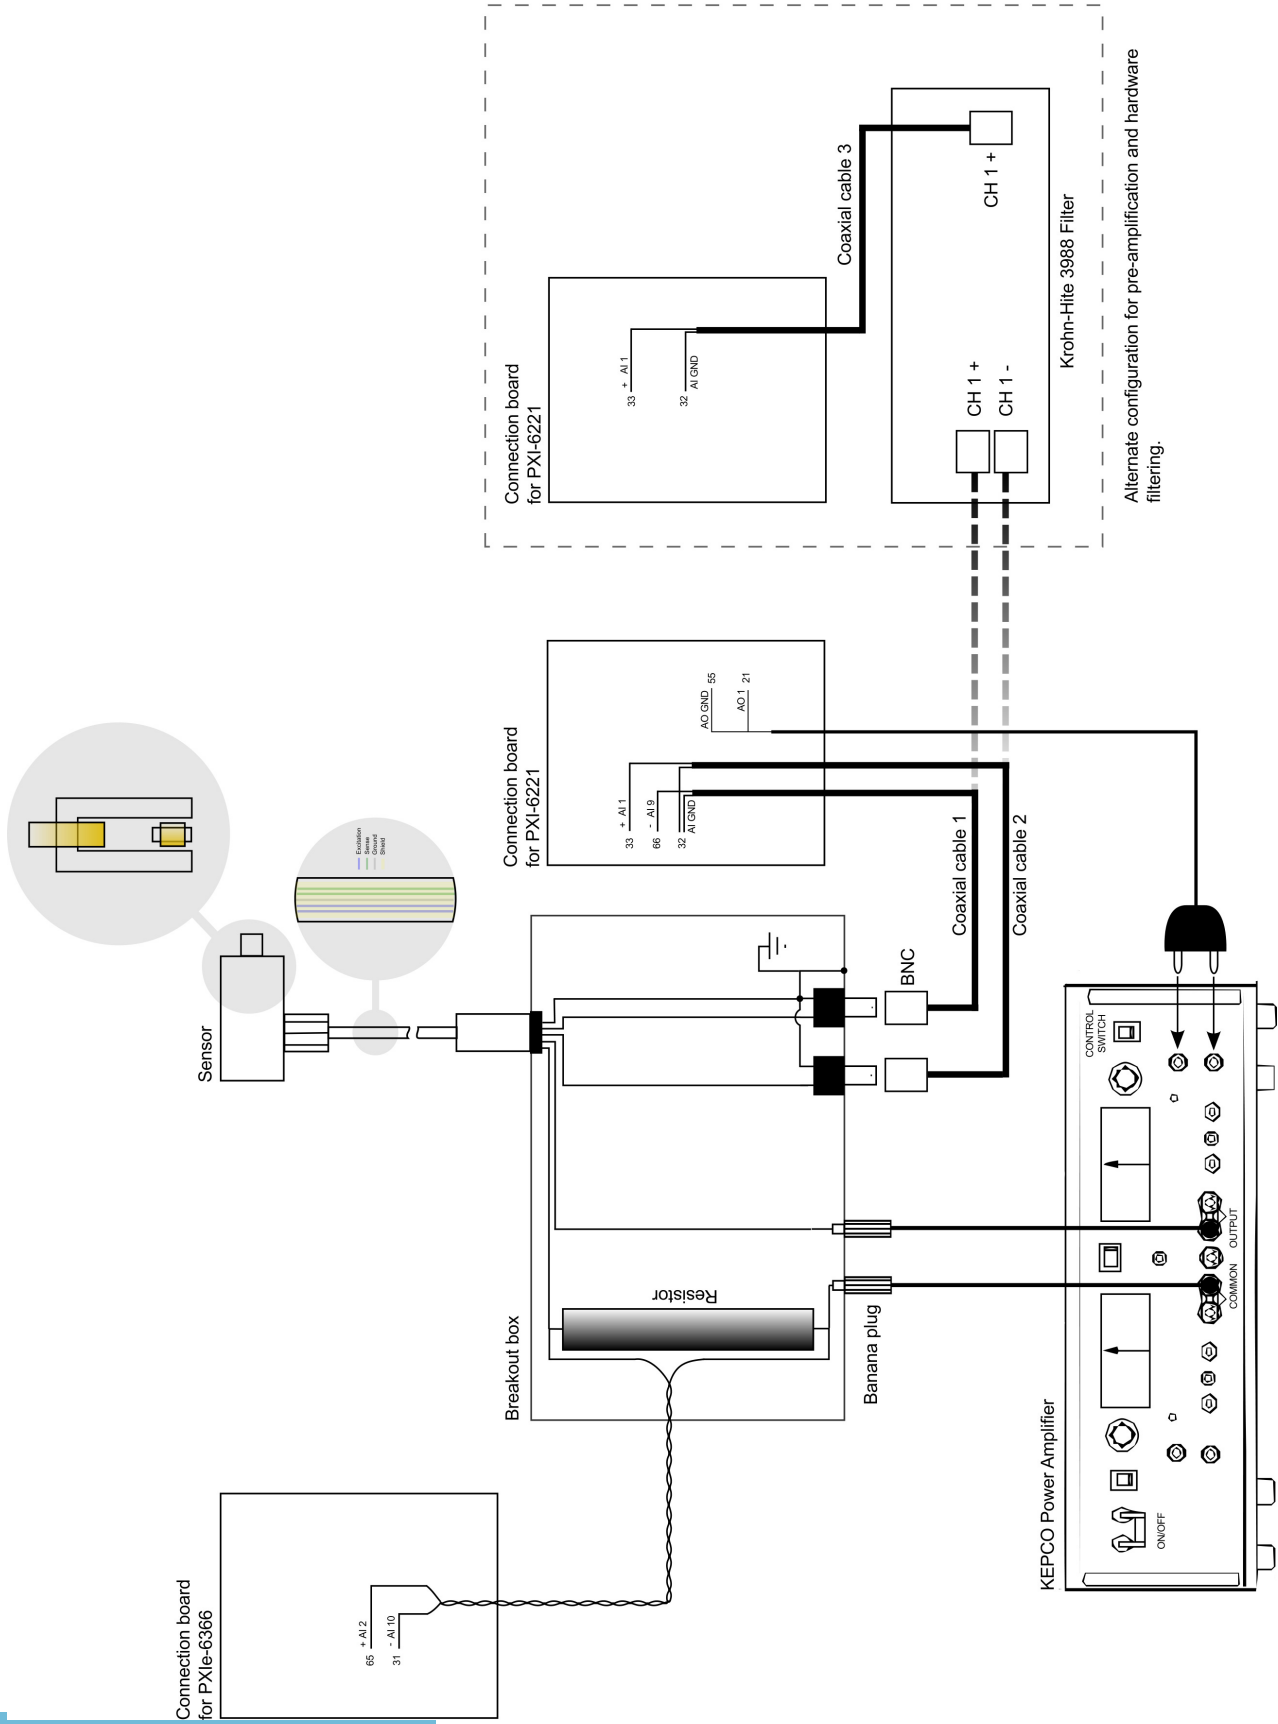 Connection board
for PXIe-6366
65
+ AI 2
31
- AI 10
Sensor
Excitation
Sense
Ground
Shield
Breakout box
Resistor
Banana plug
BNC
Connection board
for PXI-6221
33
+ AI 1
66
- AI 9
32
AI GND
AO GND
55
AO 1
21
Coaxial cable 1
Coaxial cable 2
Connection board
for PXI-6221
33
+ AI 1
32
AI GND
Coaxial cable 3
CH 1 +
CH 1 -
CH 1 +
Krohn-Hite 3988 Filter
Alternate configuration for pre-amplification and hardware
filtering.
KEPCO Power Amplifier
ON/OFF
COMMON
OUTPUT
CONTROL
SWITCH